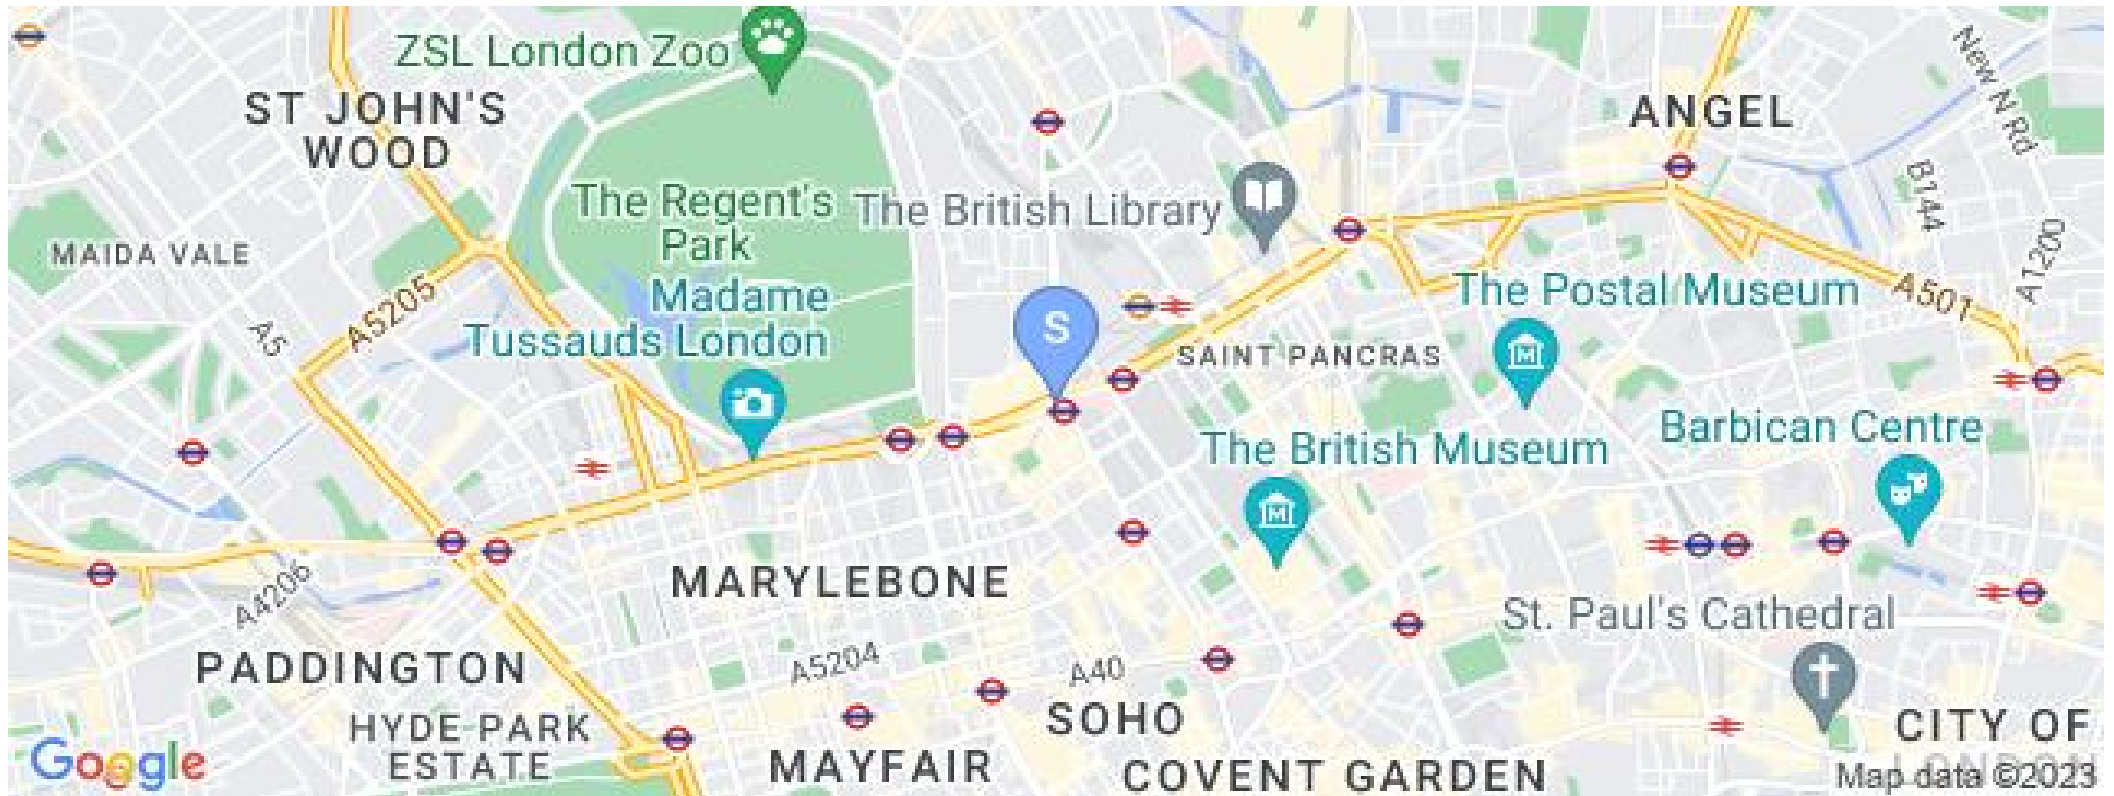 ZSL London Zoo
ST JOHN'S
WOOD
ANGEL
New N Rd
The Regent's
Park
The British Library
B144
MAIDA VALE
A1200
Madame
Tussauds London
A5205
A5
S
The Postal Museum
A501
SAINT PANCRAS
The British Museum
Barbican Centre
MARYLEBONE
A4206
St. Paul's Cathedral
PADDINGTON
A5204
A40
HYDE PARK
ESTATE
SOHO
CITY OF
LONDON
MAYFAIR
COVENT GARDEN
Google
Map data ©2023